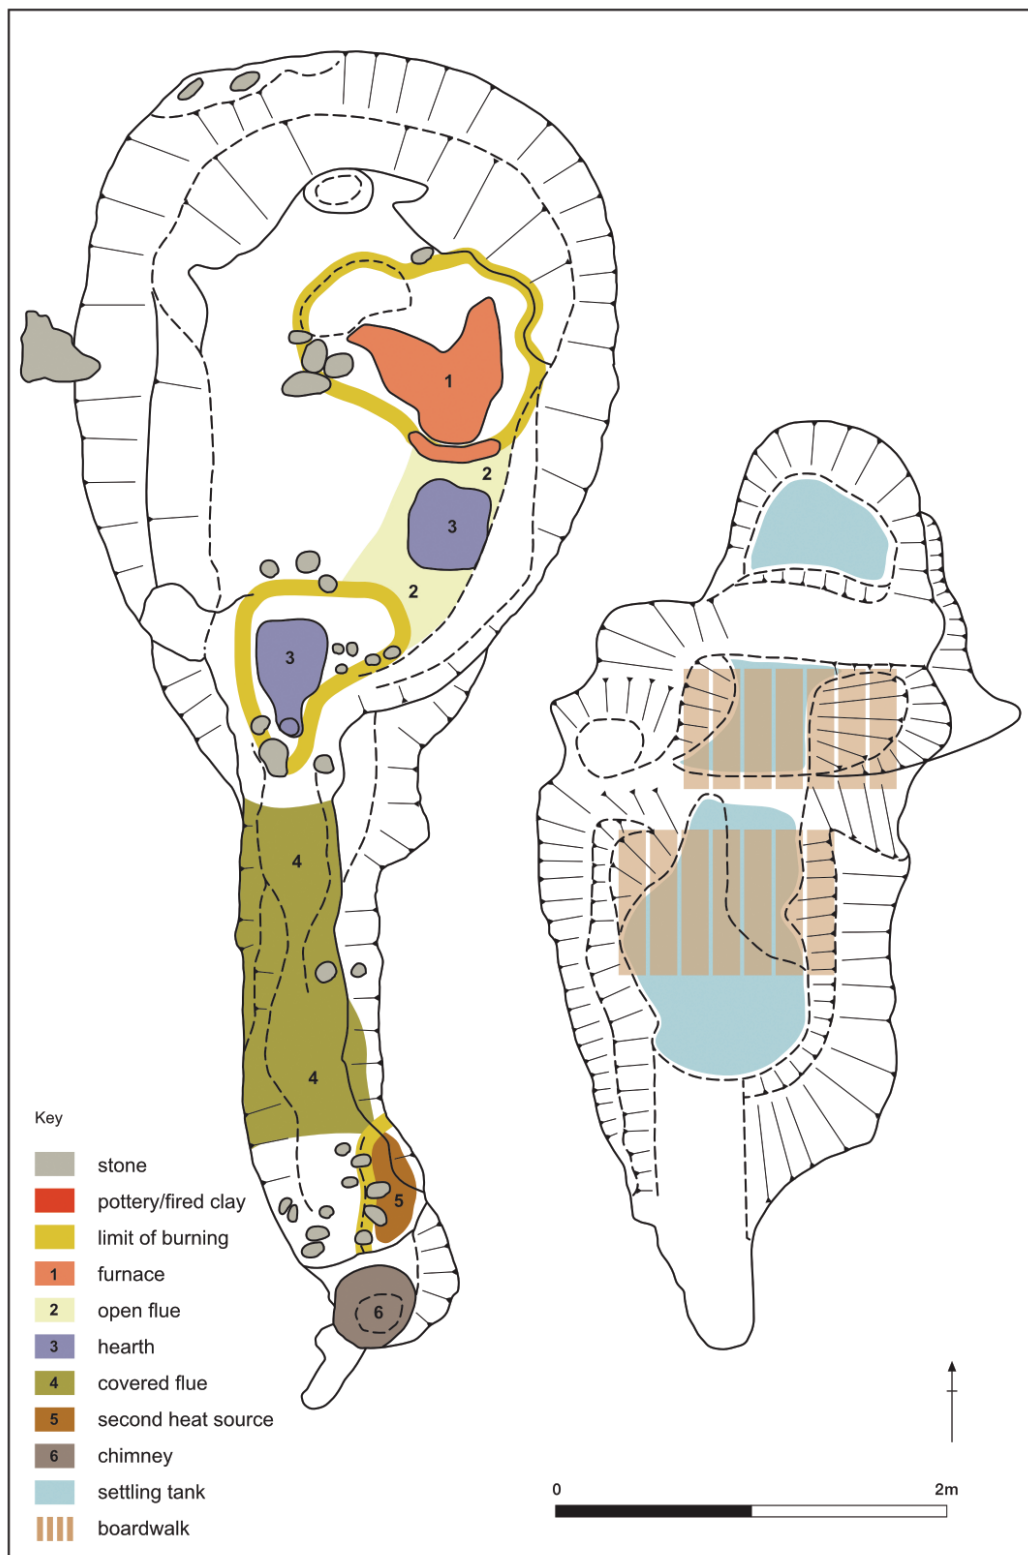 1
2
3
2
3
4
4
5
6
Key
stone
pottery/fired clay
limit of burning
1 furnace
2 open flue
3 hearth
4 covered flue
5 second heat source
6 chimney
settling tank
boardwalk
0 2m